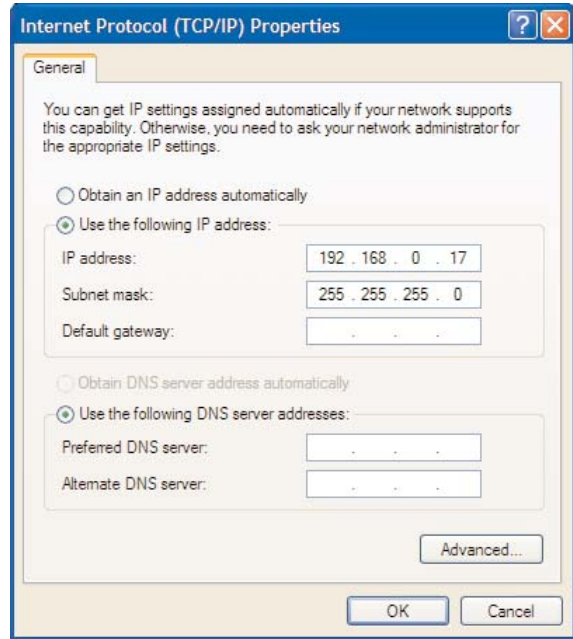 Internet Protocol (TCP/IP) Properties
General
You can get IP settings assigned automatically if your network supports
this capability. Otherwise, you need to ask your network administrator for
the appropriate IP settings.
Obtain an IP address automatically
Use the following IP address:
IP address: 192 . 168 . 0 . 17
Subnet mask: 255 . 255 . 255 . 0
Default gateway: . . .
Obtain DNS server address automatically
Use the following DNS server addresses:
Preferred DNS server: . . .
Alternate DNS server: . . .
Advanced...
OK Cancel